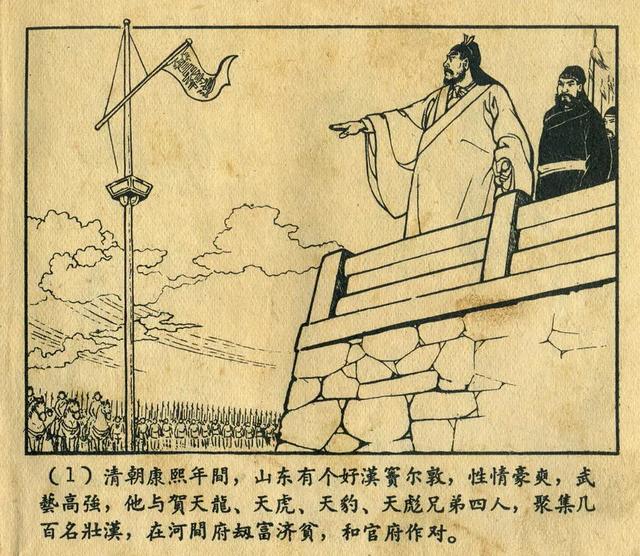 (1)清朝康熙年間，山东有个好漢竇尔敦，性情豪爽，武
藝高強，他与賀天龍、天虎、天豹、天彪兄弟四人，聚集几
百名壯漢，在河間府刼富济貧，和官府作对。